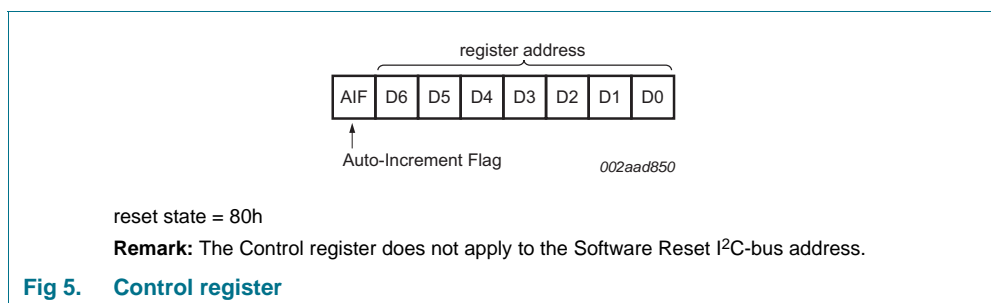 register address
AIF D6 D5 D4 D3 D2 D1 D0
Auto-Increment Flag
002aad850
reset state = 80h
Remark: The Control register does not apply to the Software Reset I²C-bus address.
Fig 5. Control register